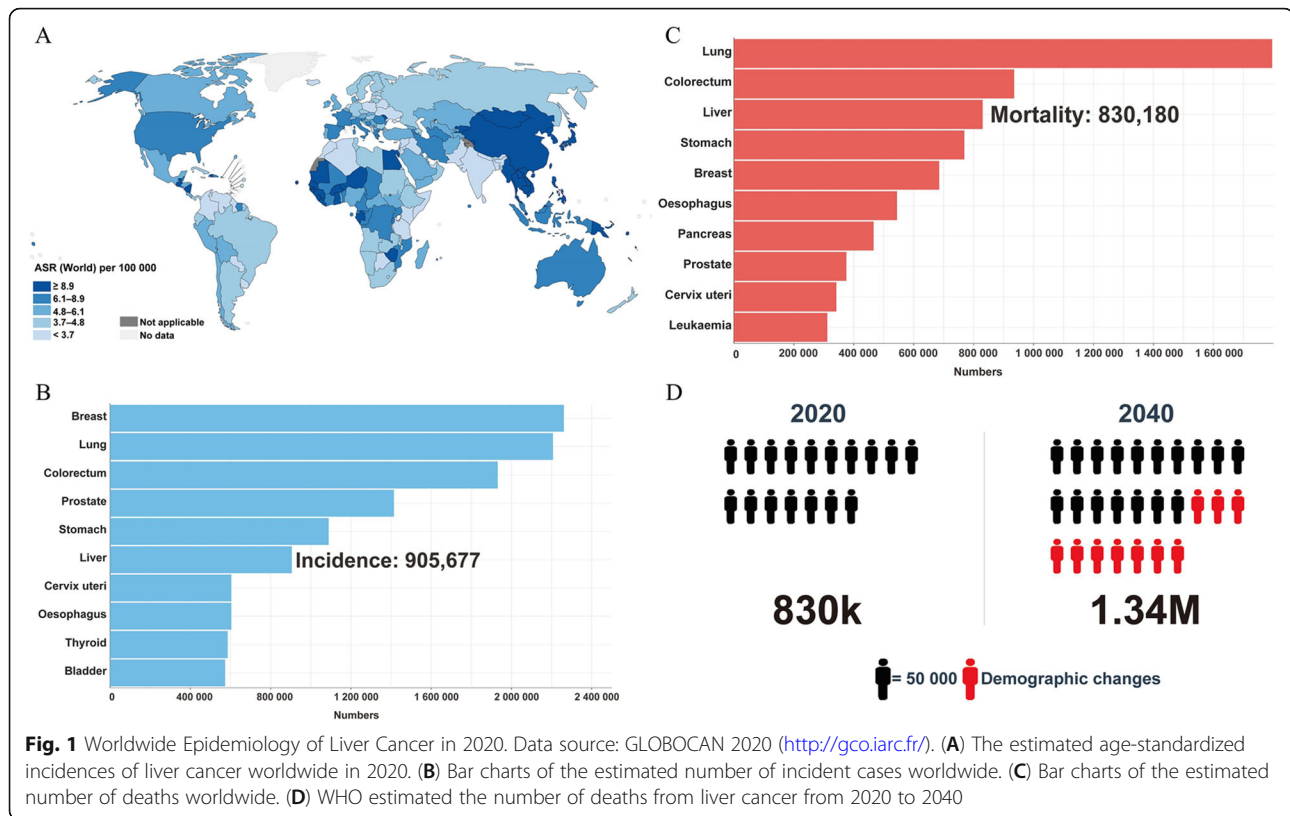 A
ASR (World) per 100 000
≥ 8.9
6.1–8.9
4.8–6.1
3.7–4.8
< 3.7
Not applicable
No data
B
Breast
Lung
Colorectum
Prostate
Stomach
Liver
Incidence: 905,677
Cervix uteri
Oesophagus
Thyroid
Bladder
0 400 000 800 000 1 200 000 1 600 000 2 000 000 2 400 000
Numbers
C
Lung
Colorectum
Liver
Mortality: 830,180
Stomach
Breast
Oesophagus
Pancreas
Prostate
Cervix uteri
Leukaemia
0 200 000 400 000 600 000 800 000 1 000 000 1 200 000 1 400 000 1 600 000
Numbers
D
2020 2040
830k 1.34M
= 50 000 Demographic changes
Fig. 1 Worldwide Epidemiology of Liver Cancer in 2020. Data source: GLOBOCAN 2020 (http://gco.iarc.fr/). (A) The estimated age-standardized
incidences of liver cancer worldwide in 2020. (B) Bar charts of the estimated number of incident cases worldwide. (C) Bar charts of the estimated
number of deaths worldwide. (D) WHO estimated the number of deaths from liver cancer from 2020 to 2040